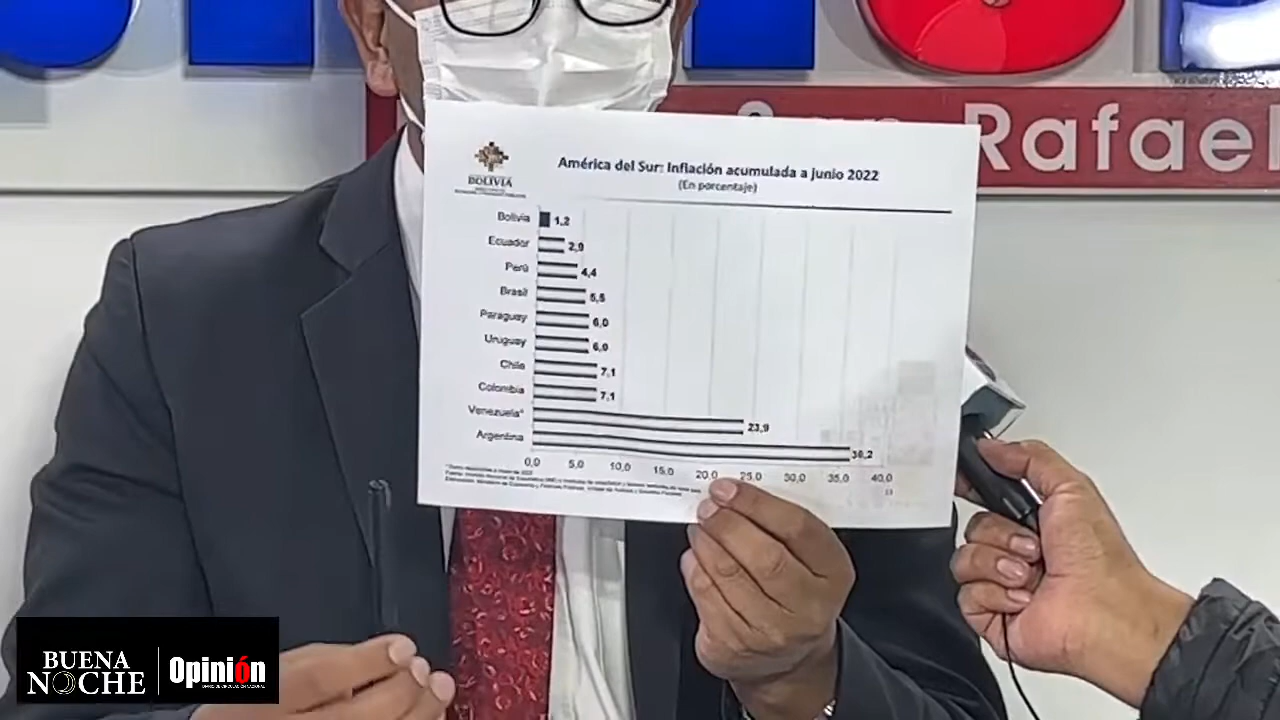 Rafael
BOLIVIA
América del Sur: Inflación acumulada a junio 2022
(En porcentaje)
Bolivia 1,2
Ecuador 2,9
Perú 4,4
Brasil 5,5
Paraguay 6,0
Uruguay 6,0
Chile 7,1
Colombia 7,1
Venezuela* 23,9
Argentina 36,2
0,0 5,0 10,0 15,0 20,0 25,0 30,0 35,0 40,0
BUENA
NOCHE
Opinión